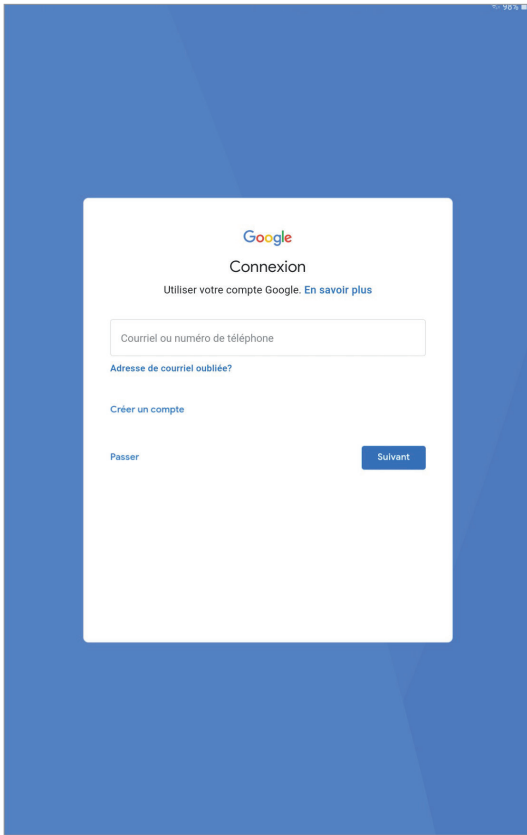 98%
Google
Connexion
Utiliser votre compte Google. En savoir plus
Courriel ou numéro de téléphone
Adresse de courriel oubliée?
Créer un compte
Passer
Suivant